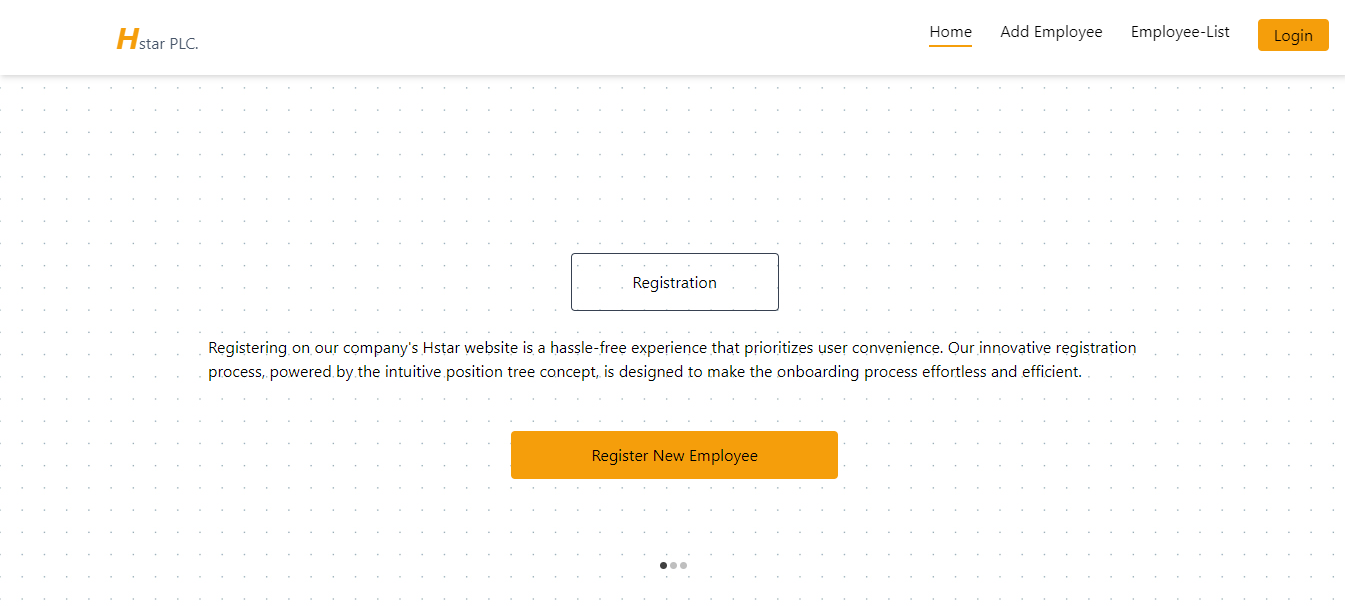 Hstar PLC.
Home
Add Employee
Employee-List
Login
Registration
Registering on our company's Hstar website is a hassle-free experience that prioritizes user convenience. Our innovative registration
process, powered by the intuitive position tree concept, is designed to make the onboarding process effortless and efficient.
Register New Employee